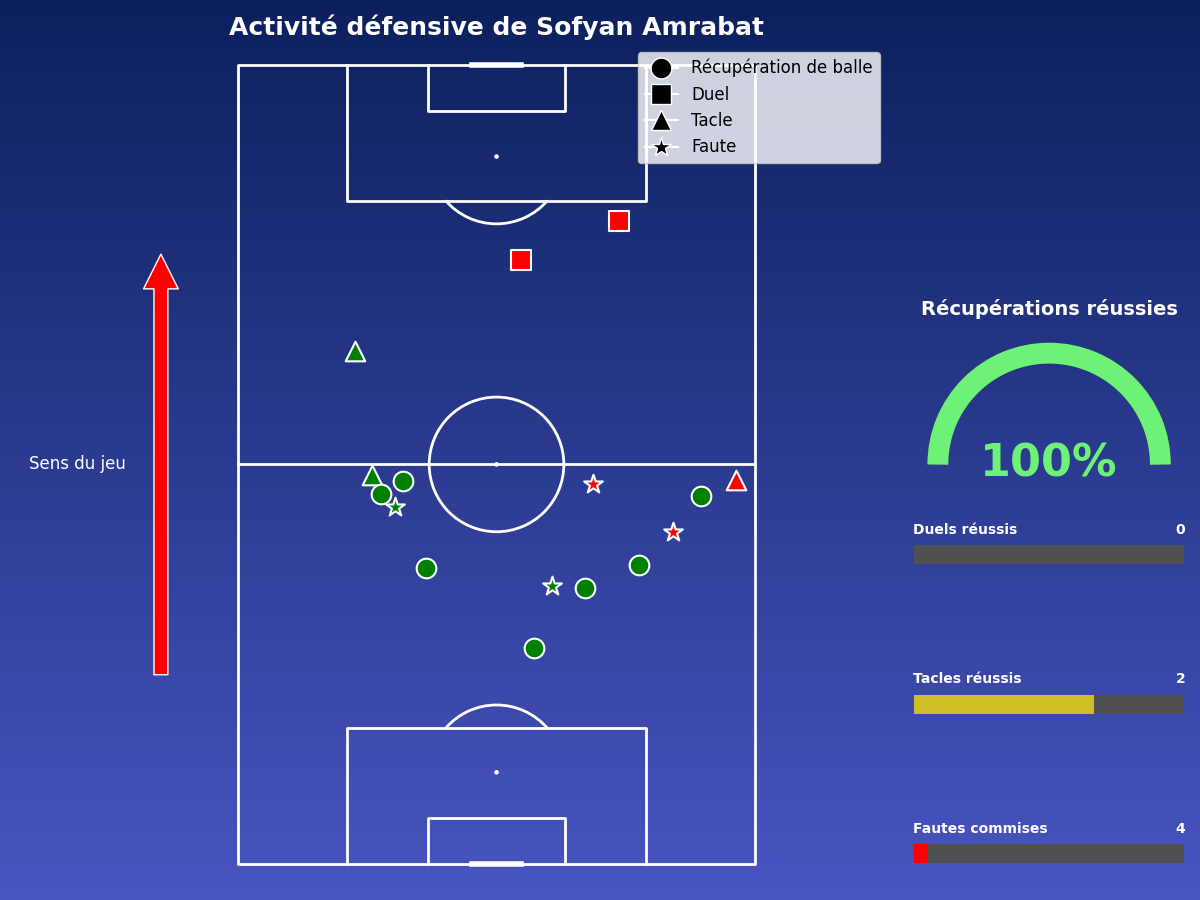 Activité défensive de Sofyan Amrabat
Récupération de balle
Duel
Tacle
Faute
Sens du jeu
Récupérations réussies
100%
Duels réussis 0
Tacles réussis 2
Fautes commises 4